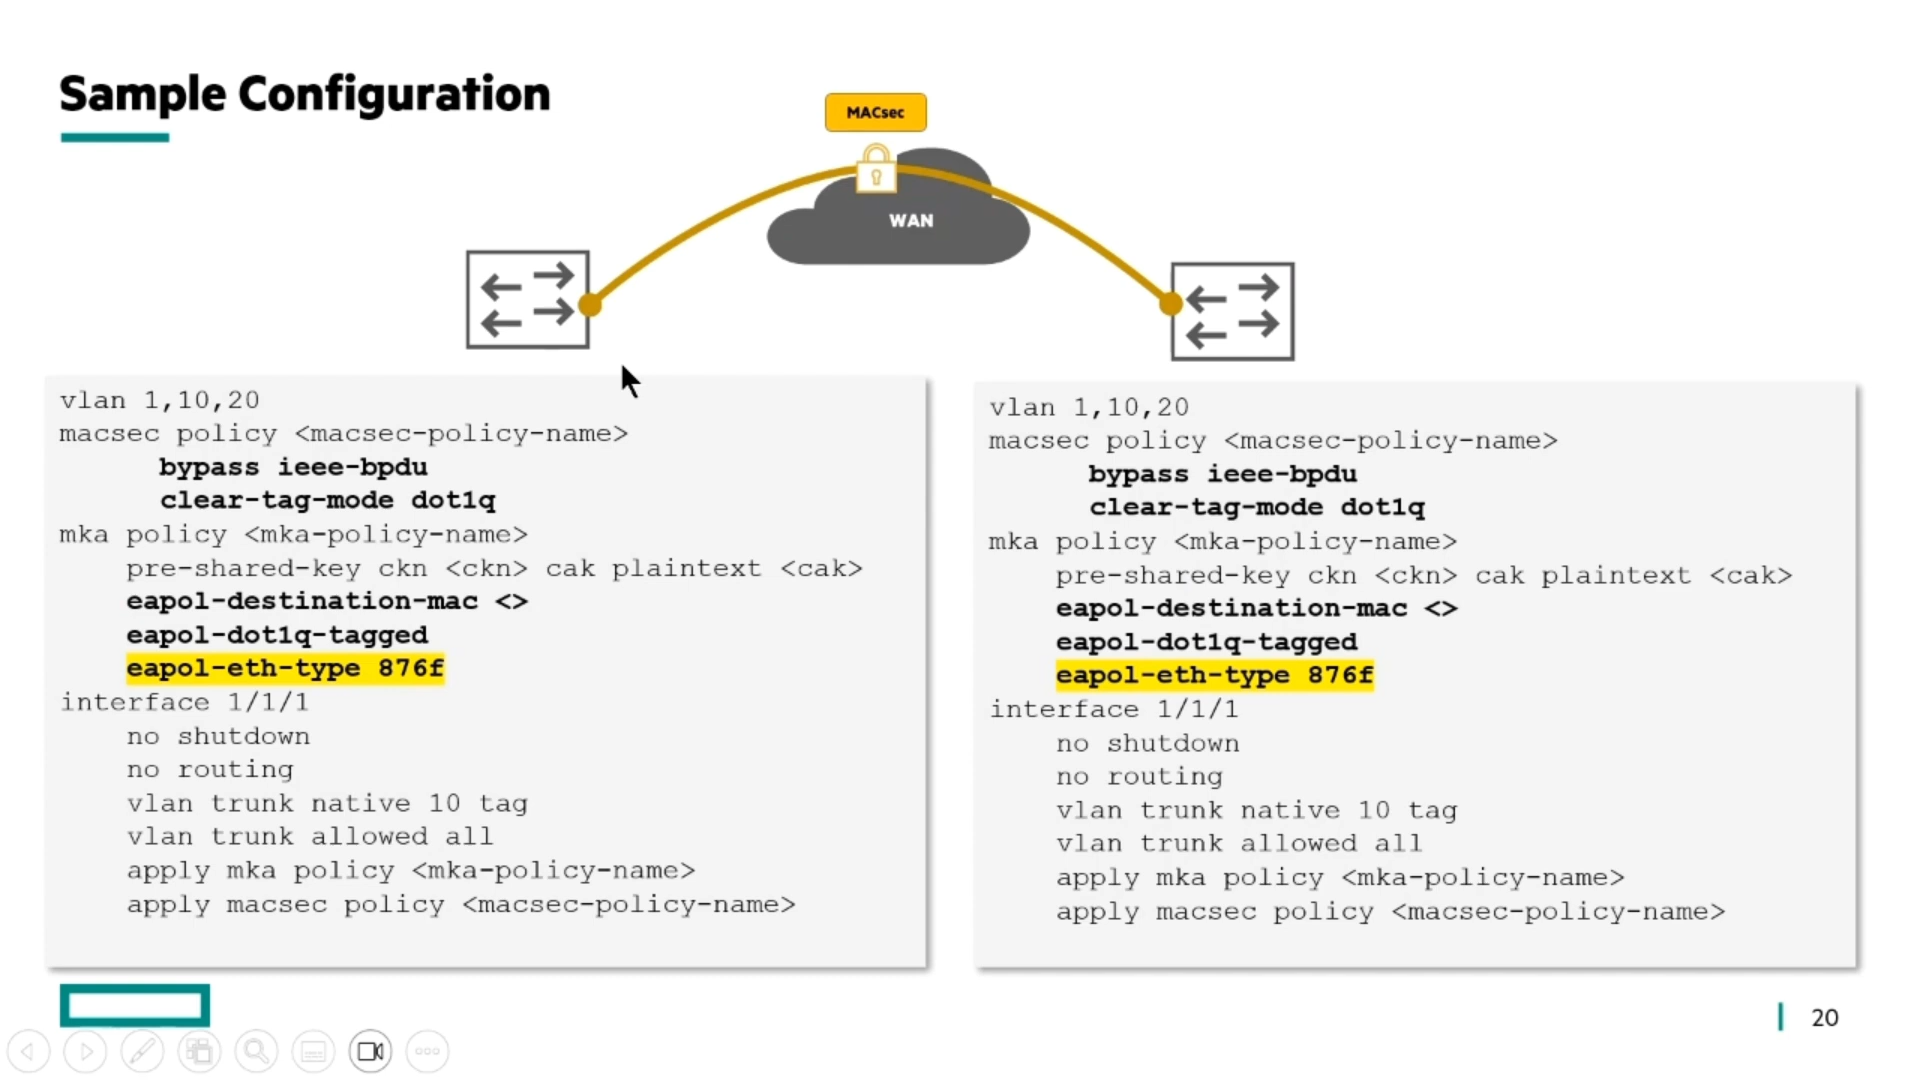 Sample Configuration
MACsec
WAN
vlan 1,10,20
macsec policy <macsec-policy-name>
bypass ieee-bpdu
clear-tag-mode dot1q
mka policy <mka-policy-name>
pre-shared-key ckn <ckn> cak plaintext <cak>
eapol-destination-mac <>
eapol-dot1q-tagged
eapol-eth-type 876f
interface 1/1/1
no shutdown
no routing
vlan trunk native 10 tag
vlan trunk allowed all
apply mka policy <mka-policy-name>
apply macsec policy <macsec-policy-name>
vlan 1,10,20
macsec policy <macsec-policy-name>
bypass ieee-bpdu
clear-tag-mode dot1q
mka policy <mka-policy-name>
pre-shared-key ckn <ckn> cak plaintext <cak>
eapol-destination-mac <>
eapol-dot1q-tagged
eapol-eth-type 876f
interface 1/1/1
no shutdown
no routing
vlan trunk native 10 tag
vlan trunk allowed all
apply mka policy <mka-policy-name>
apply macsec policy <macsec-policy-name>
20